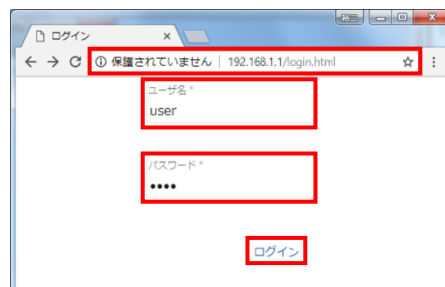 ログイン
保護されていません | 192.168.1.1/login.html
ユーザ名 *
user
パスワード *
••••
ログイン